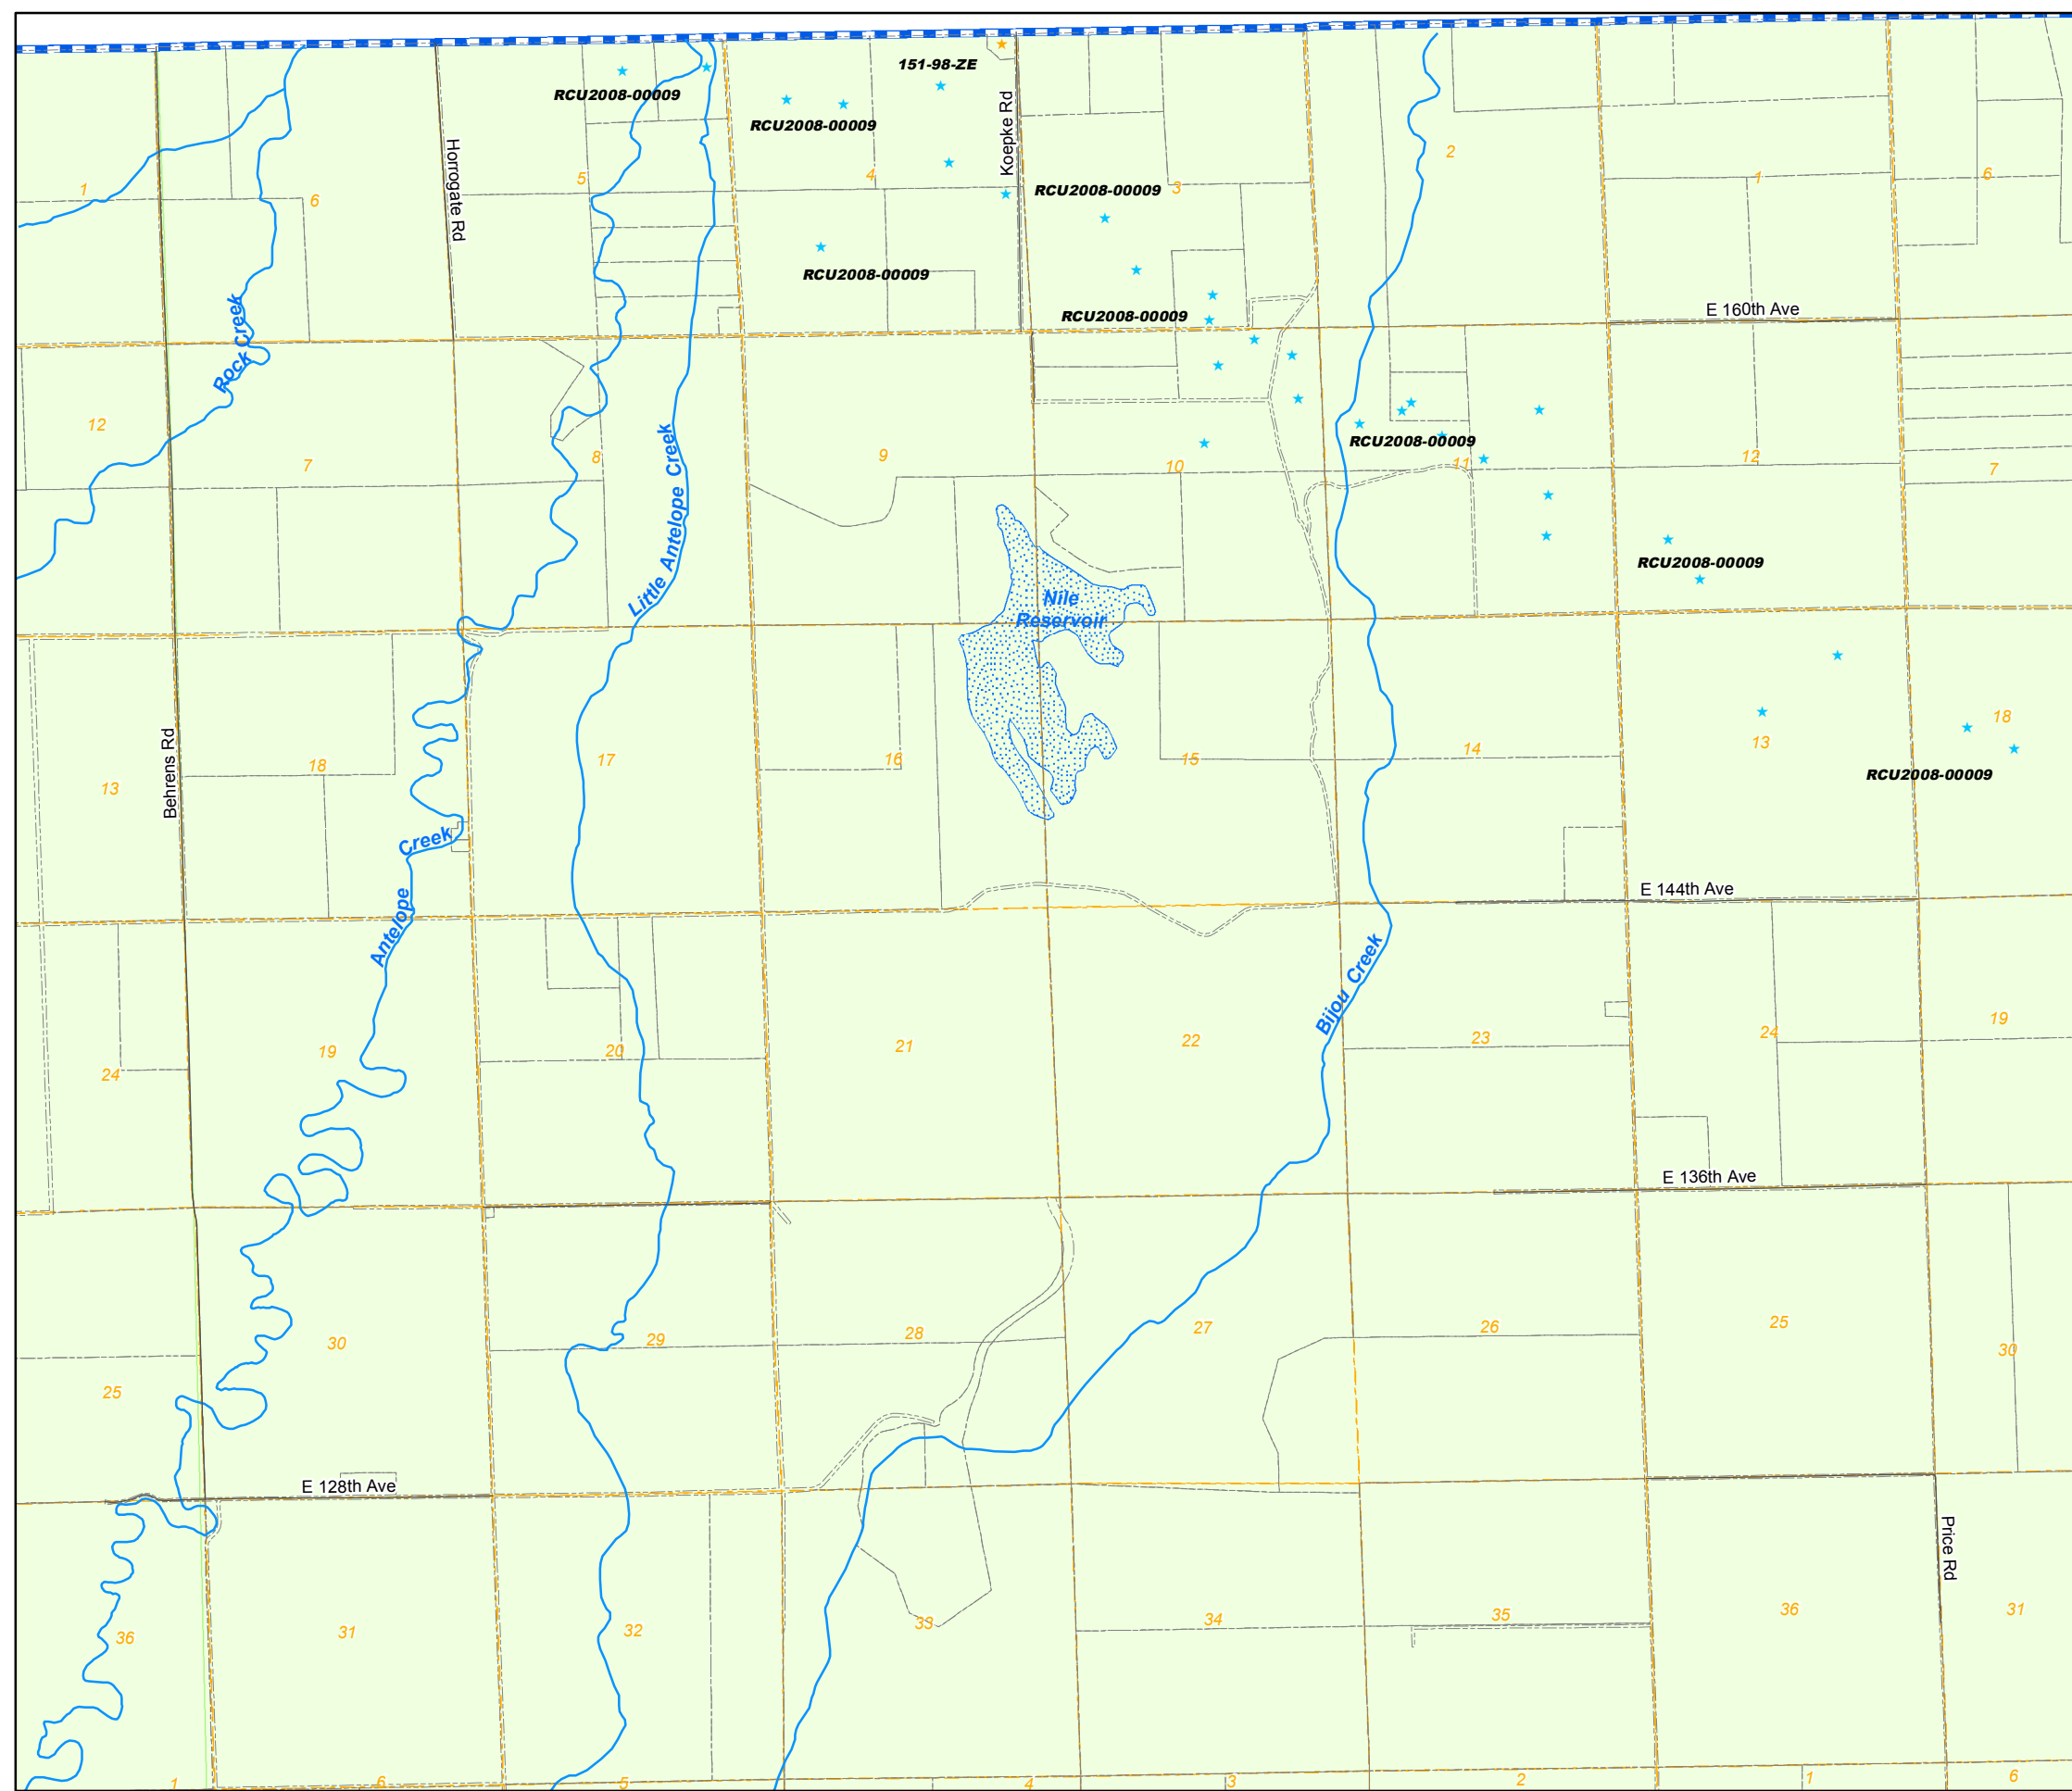 151-98-ZE
RCU2008-00009
RCU2008-00009
Koepke Rd
Horrogate Rd
2
1
5
4
1
6
RCU2008-00009
3
6
RCU2008-00009
Rock Creek
RCU2008-00009
E 160th Ave
12
7
8
Little Antelope Creek
9
10
RCU2008-00009
11
12
7
RCU2008-00009
Nile
Reservoir
13
Behrens Rd
18
17
16
15
14
13
18
RCU2008-00009
Creek
Antelope
E 144th Ave
Bijou Creek
24
19
20
21
22
23
24
19
E 136th Ave
25
30
29
28
27
26
25
30
E 128th Ave
Price Rd
36
31
32
33
34
35
36
31
1
6
5
4
3
2
1
6